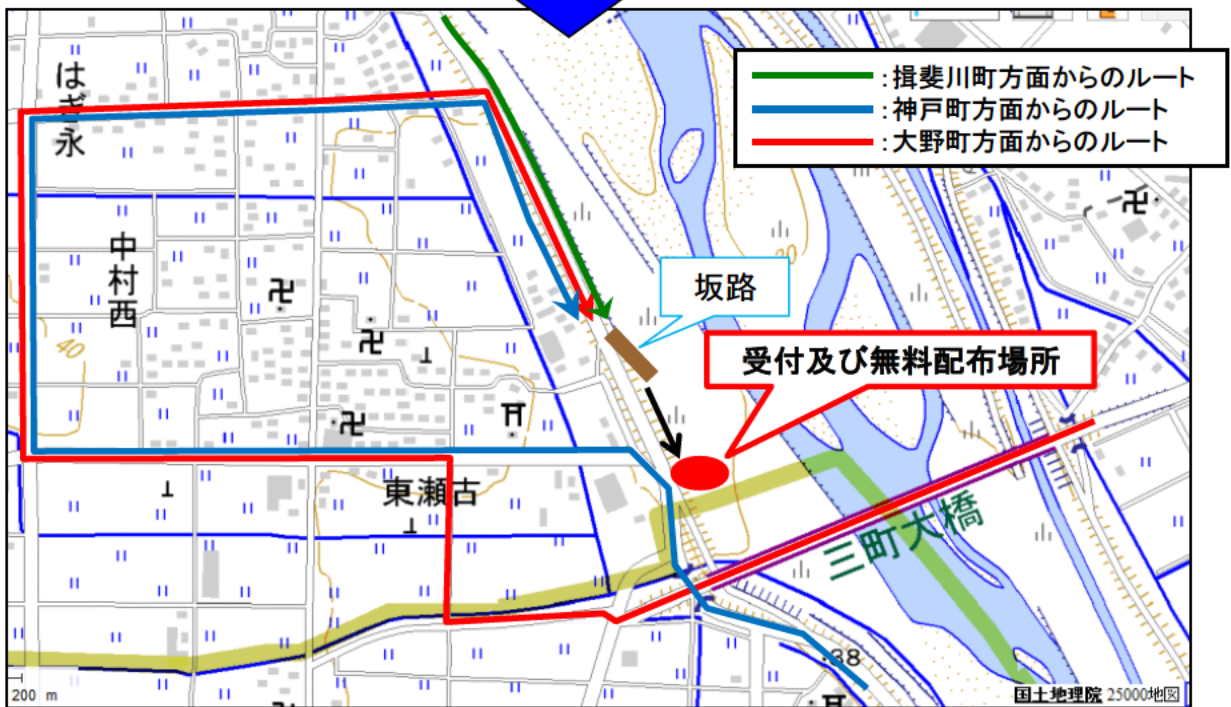 :揖斐川町方面からのルート
:神戸町方面からのルート
:大野町方面からのルート
はぎ永
中村西
坂路
受付及び無料配布場所
40
東瀬古
三町大橋
38
200 m
国土地理院 25000地図